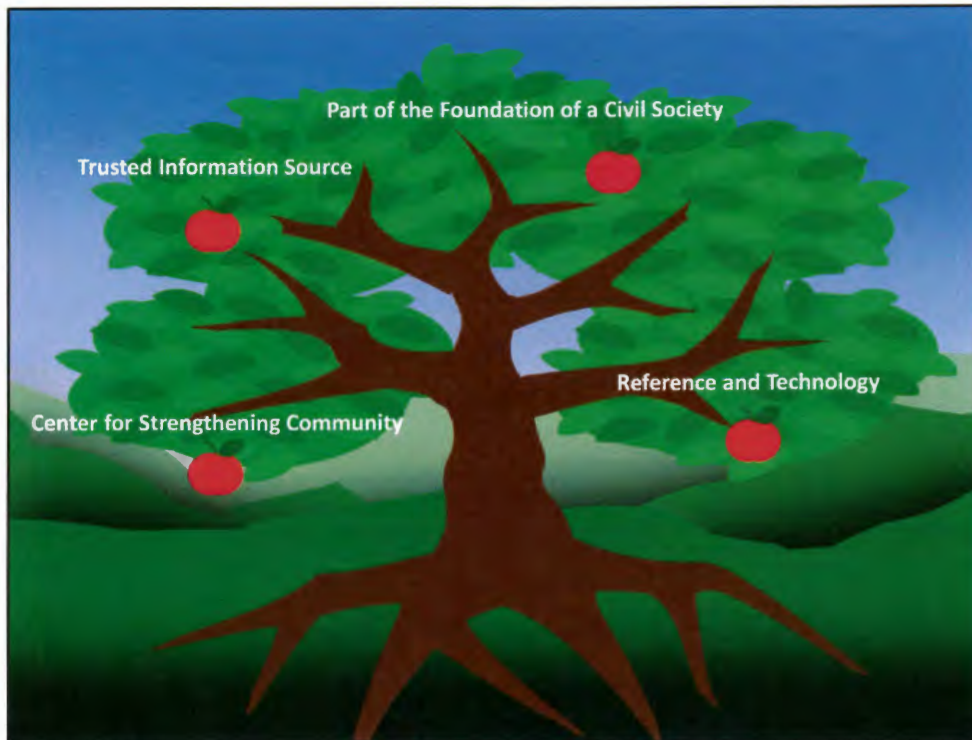 Part of the Foundation of a Civil Society
Trusted Information Source
Reference and Technology
Center for Strengthening Community